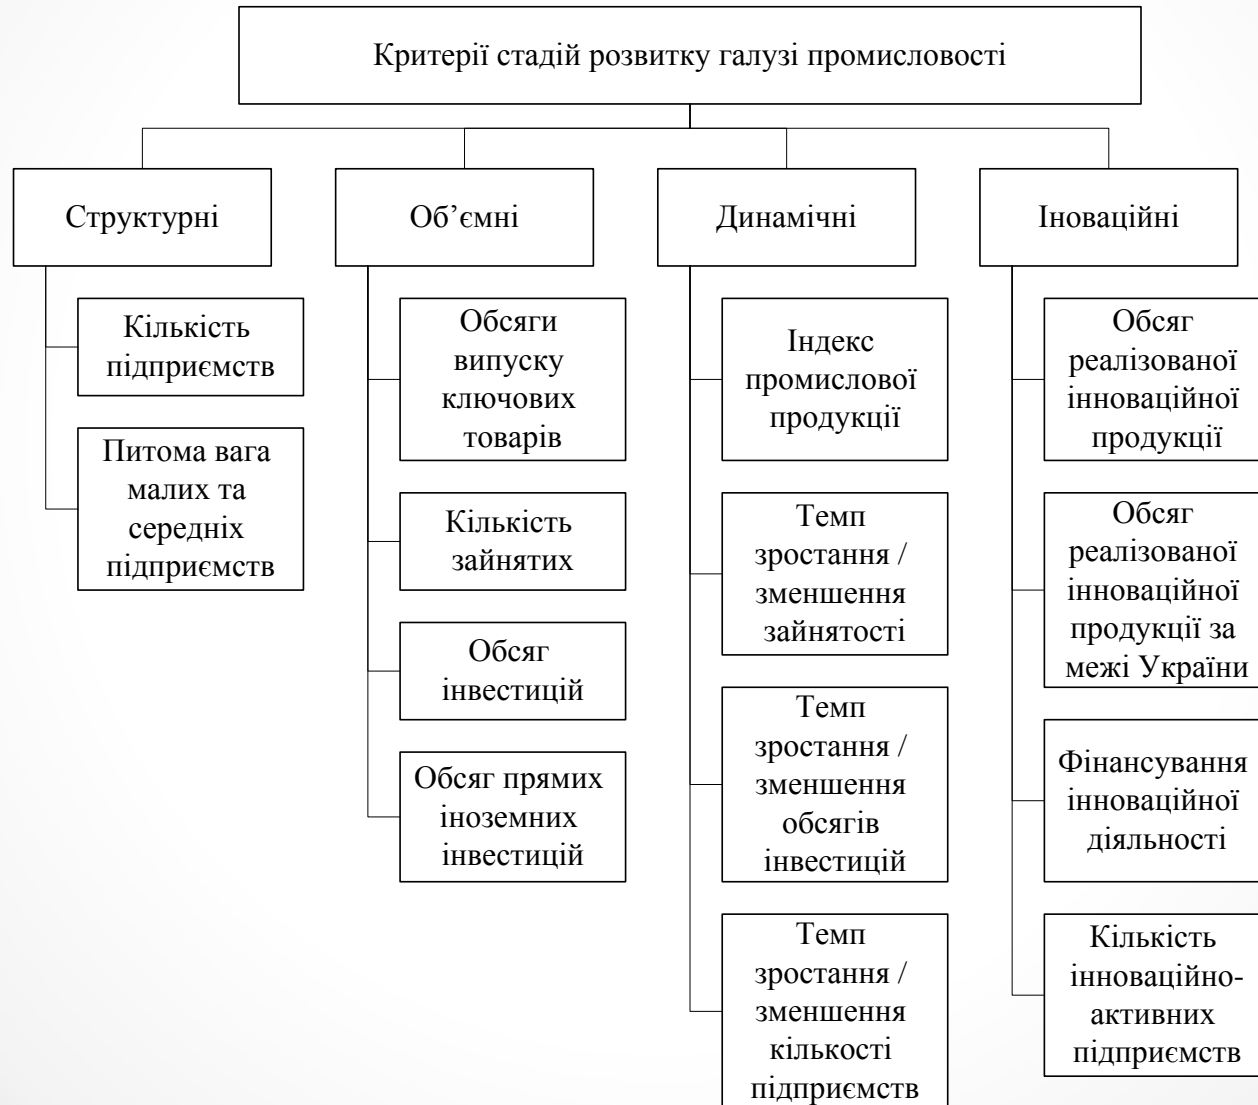 Критерії стадій розвитку галузі промисловості
Структурні
Кількість
підприємств
Питома вага
малих та
середніх
підприємств
Об’ємні
Обсяги
випуску
ключових
товарів
Кількість
зайнятих
Обсяг
інвестицій
Обсяг прямих
іноземних
інвестицій
Динамічні
Індекс
промислової
продукції
Темп
зростання /
зменшення
зайнятості
Темп
зростання /
зменшення
обсягів
інвестицій
Темп
зростання /
зменшення
кількості
підприємств
Іноваційні
Обсяг
реалізованої
інноваційної
продукції
Обсяг
реалізованої
інноваційної
продукції за
межі України
Фінансування
інноваційної
діяльності
Кількість
інноваційно-
активних
підприємств